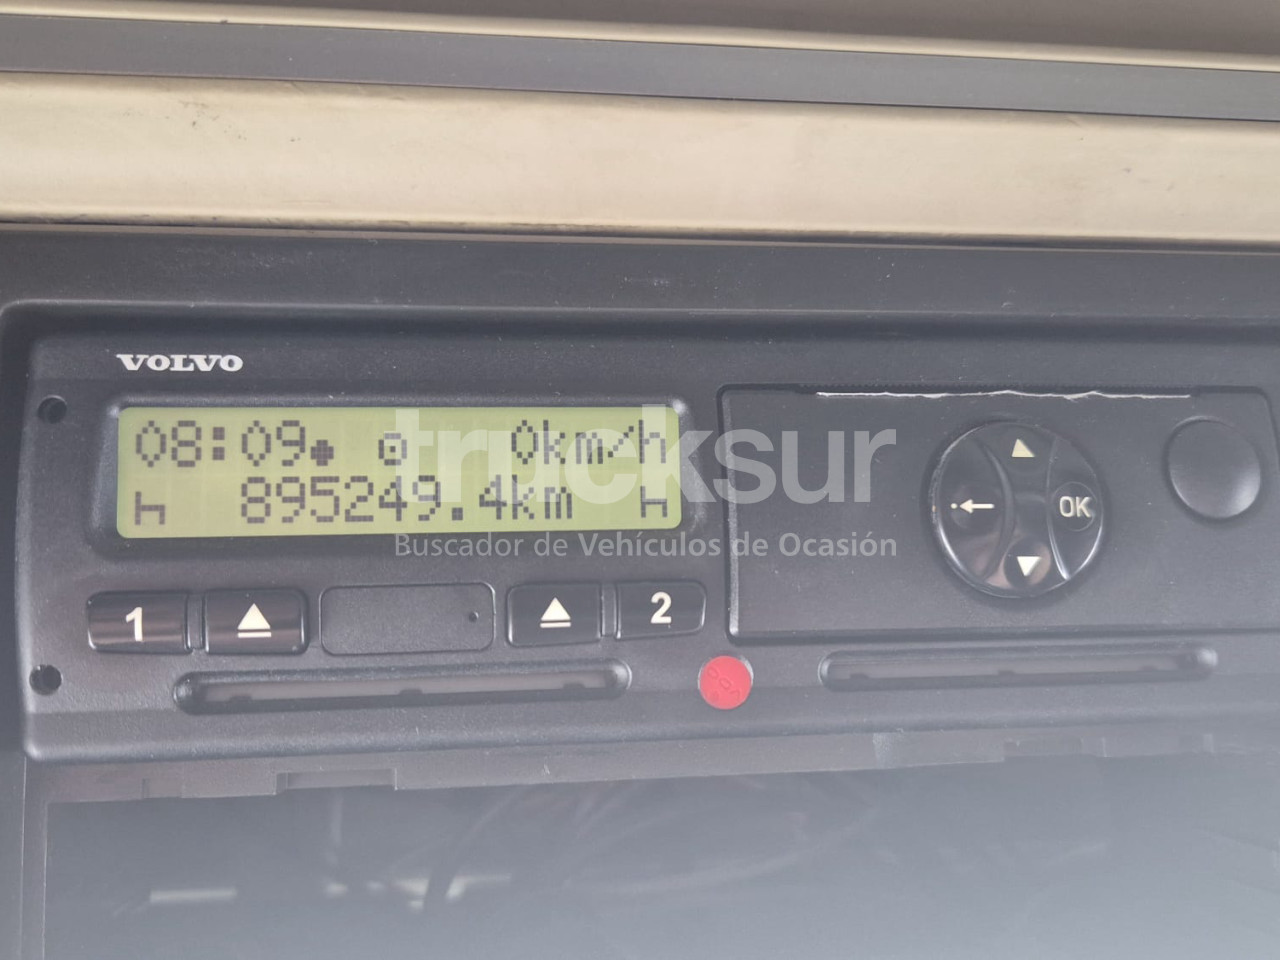 VOLVO
08:09 0km/h
895249.4km
trucksur
Buscador de Vehículos de Ocasión
OK
1 2